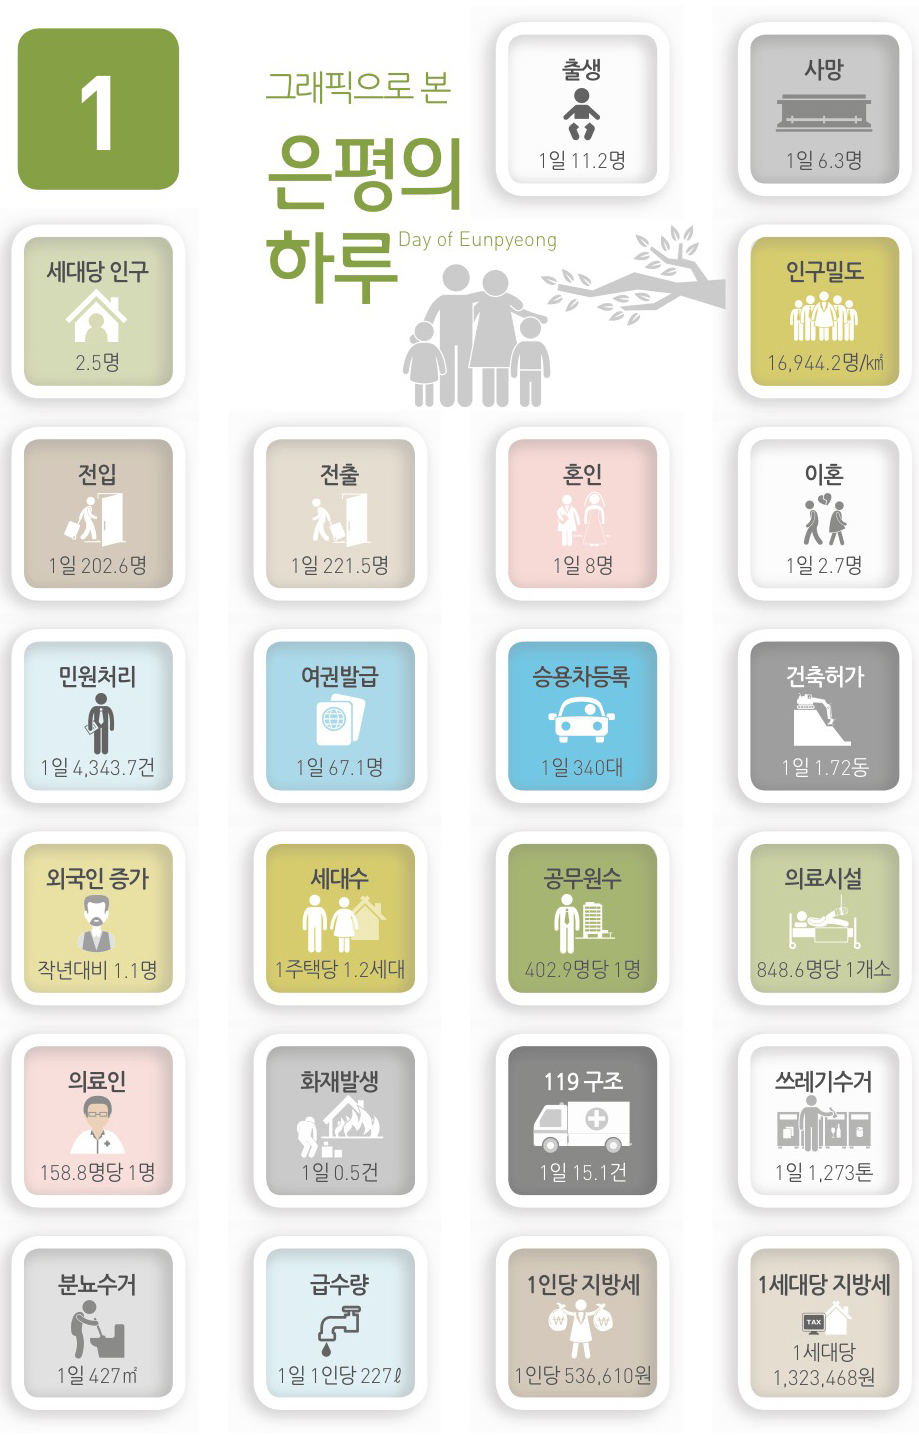 1
그래픽으로 본
은평의
하루 Day of Eunpyeong
출생
1일 11.2명
사망
1일 6.3명
세대당 인구
2.5명
인구밀도
16,944.2명/㎢
전입
1일 202.6명
전출
1일 221.5명
혼인
1일 8명
이혼
1일 2.7명
민원처리
1일 4,343.7건
여권발급
1일 67.1명
승용차등록
1일 340대
건축허가
1일 1.72동
외국인 증가
작년대비 1.1명
세대수
1주택당 1.2세대
공무원수
402.9명당 1명
의료시설
848.6명당 1개소
의료인
158.8명당 1명
화재발생
1일 0.5건
119 구조
1일 15.1건
쓰레기수거
1일 1,273톤
분뇨수거
1일 427㎥
급수량
1일 1인당 227ℓ
1인당 지방세
₩ ₩
1인당 536,610원
1세대당 지방세
TAX
1세대당
1,323,468원